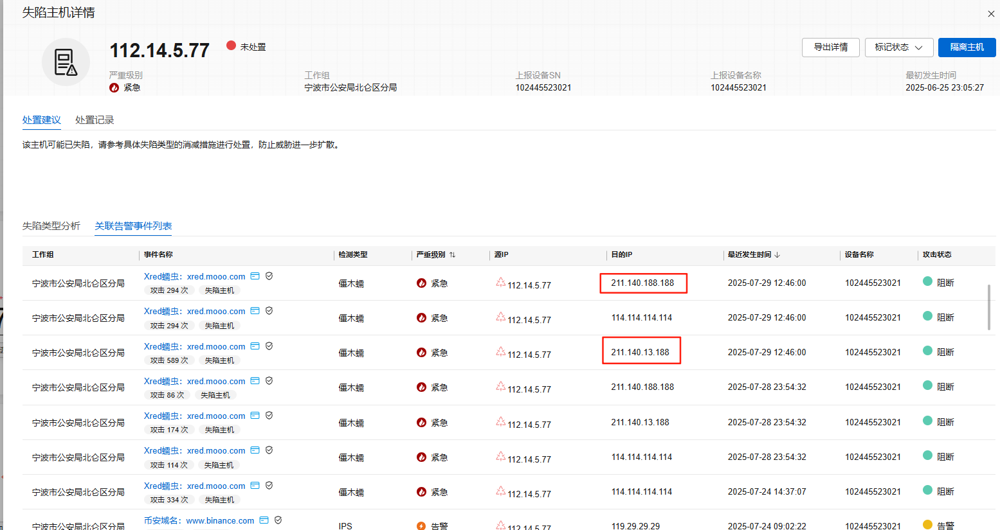 失陷主机详情
112.14.5.77 未处置 导出详情 标记状态 隔离主机
严重级别 工作组 上报设备SN 上报设备名称 最初发生时间
紧急 宁波市公安局北仑区分局 102445523021 102445523021 2025-06-25 23:05:27
处置建议 处置记录
该主机可能已失陷，请参考具体失陷类型的消减措施进行处置，防止威胁进一步扩散。
失陷类型分析 关联告警事件列表
工作组 事件名称 检测类型 严重级别 源IP 目的IP 最近发生时间 设备名称 攻击状态
宁波市公安局北仑区分局 Xred蠕虫：xred.mooo.com 僵木蠕 紧急 112.14.5.77 211.140.188.188 2025-07-29 12:46:00 102445523021 阻断
攻击 294 次 失陷主机
宁波市公安局北仑区分局 Xred蠕虫：xred.mooo.com 僵木蠕 紧急 112.14.5.77 114.114.114.114 2025-07-29 12:46:00 102445523021 阻断
攻击 294 次 失陷主机
宁波市公安局北仑区分局 Xred蠕虫：xred.mooo.com 僵木蠕 紧急 112.14.5.77 211.140.13.188 2025-07-29 12:46:00 102445523021 阻断
攻击 589 次 失陷主机
宁波市公安局北仑区分局 Xred蠕虫：xred.mooo.com 僵木蠕 紧急 112.14.5.77 211.140.188.188 2025-07-28 23:54:32 102445523021 阻断
攻击 86 次 失陷主机
宁波市公安局北仑区分局 Xred蠕虫：xred.mooo.com 僵木蠕 紧急 112.14.5.77 211.140.13.188 2025-07-28 23:54:32 102445523021 阻断
攻击 174 次 失陷主机
宁波市公安局北仑区分局 Xred蠕虫：xred.mooo.com 僵木蠕 紧急 112.14.5.77 114.114.114.114 2025-07-28 23:54:32 102445523021 阻断
攻击 114 次 失陷主机
宁波市公安局北仑区分局 Xred蠕虫：xred.mooo.com 僵木蠕 紧急 112.14.5.77 114.114.114.114 2025-07-24 14:37:07 102445523021 阻断
攻击 334 次 失陷主机
宁波市公安局北仑区分局 币安域名：www.binance.com IPS 告警 112.14.5.77 119.29.29.29 2025-07-24 09:02:22 102445523021 告警